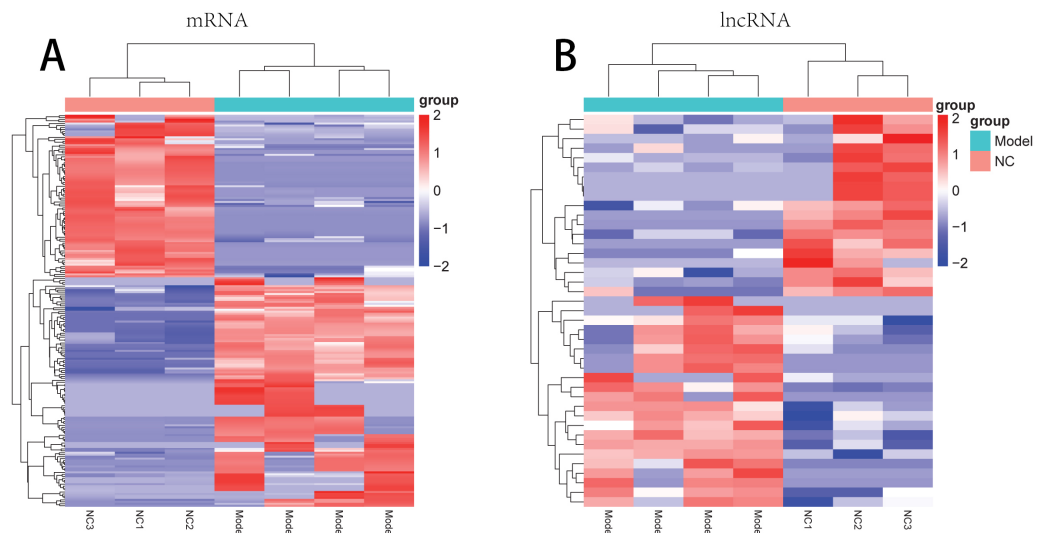 mRNA
A
group
2
1
0
−1
−2
NC3
NC1
NC2
Mode
Mode
Mode
Mode
lncRNA
B
group
2
1
0
−1
−2
group
Model
NC
Mode
Mode
Mode
Mode
NC1
NC2
NC3